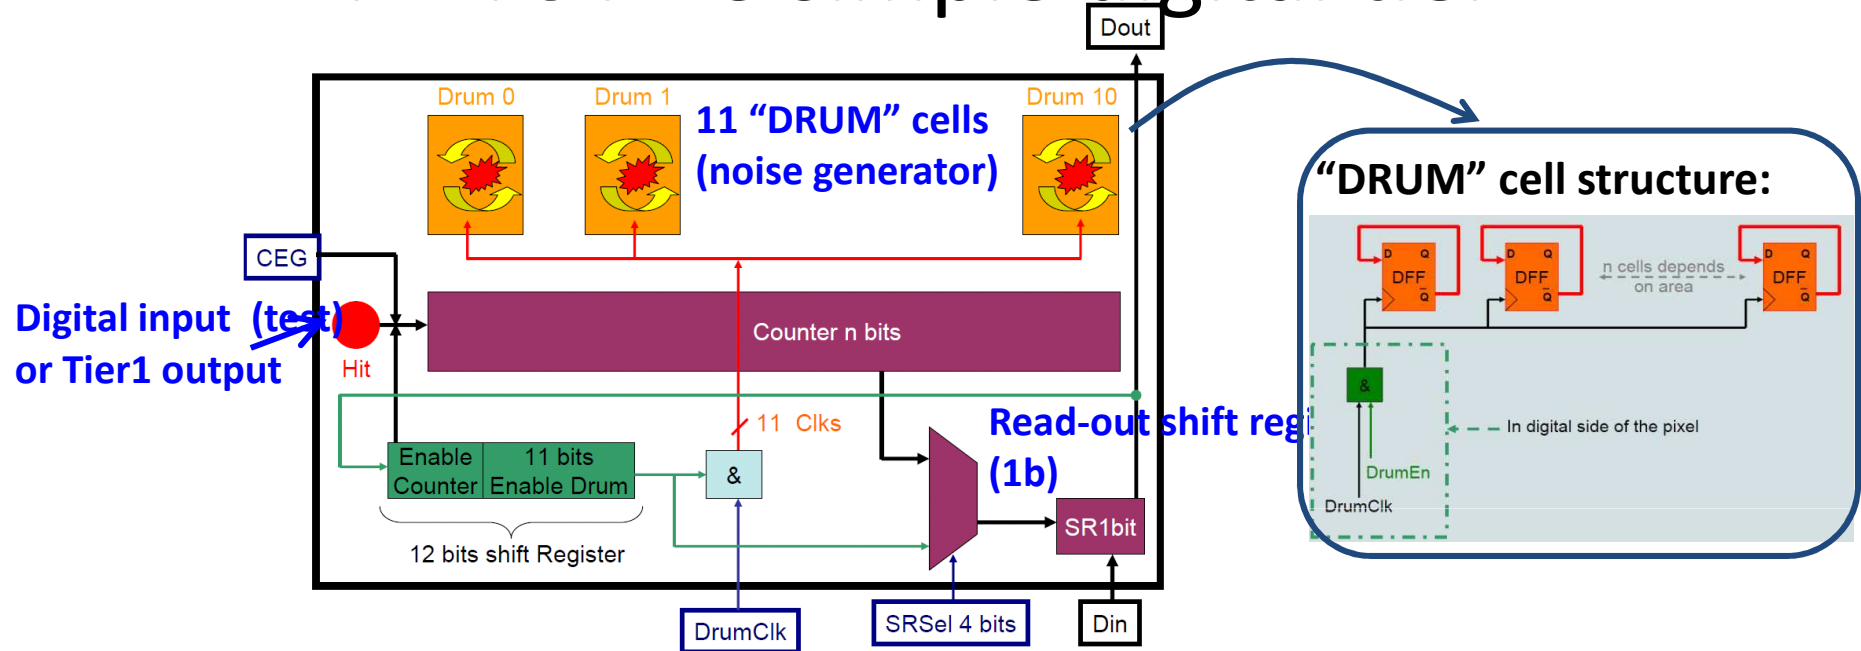 Dout
Drum 0
Drum 1
Drum 10
11 “DRUM” cells
(noise generator)
“DRUM” cell structure:
CEG
Digital input (test)
or Tier1 output
Hit
Counter n bits
11 Clks
Read-out shift regi
(1b)
Enable
Counter
11 bits
Enable Drum
&
SR1bit
12 bits shift Register
DrumClk
SRSel 4 bits
Din
D Q
DFF
Q
D Q
DFF
Q
n cells depends
on area
D Q
DFF
Q
&
In digital side of the pixel
DrumEn
DrumClk